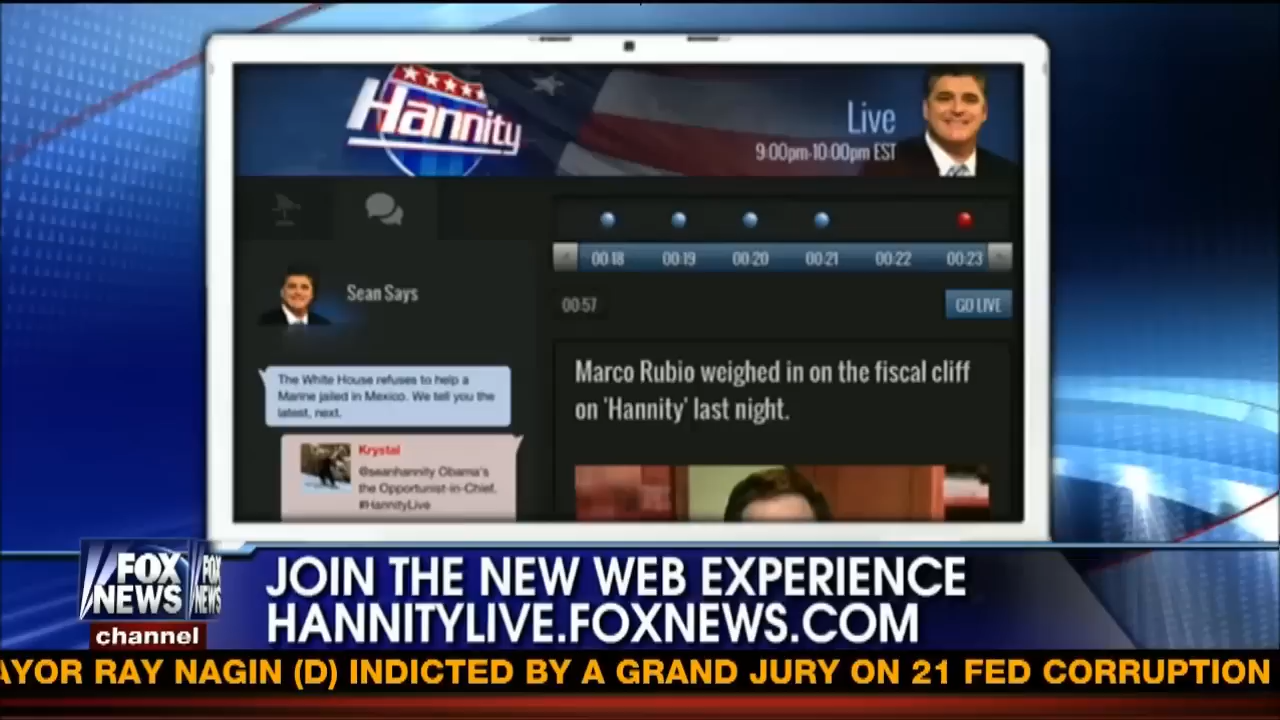 Hannity
Live
9:00pm-10:00pm EST
00:18 00:19 00:20 00:21 00:22 00:23
Sean Says
00:57
GO LIVE
The White House refuses to help a
Marine jailed in Mexico. We tell you the
latest, next.
Krystal
@seanhannity Obama's
the Opportunist-in-Chief.
#HannityLive
Marco Rubio weighed in on the fiscal cliff
on 'Hannity' last night.
FOX
NEWS
channel
FOX
NEWS
JOIN THE NEW WEB EXPERIENCE
HANNITYLIVE.FOXNEWS.COM
AYOR RAY NAGIN (D) INDICTED BY A GRAND JURY ON 21 FED CORRUPTION